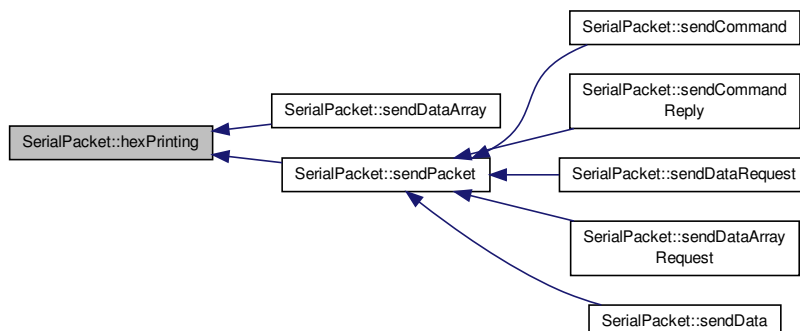 SerialPacket::sendCommand
SerialPacket::sendCommand
Reply
SerialPacket::sendDataArray
SerialPacket::hexPrinting
SerialPacket::sendPacket
SerialPacket::sendDataRequest
SerialPacket::sendDataArray
Request
SerialPacket::sendData